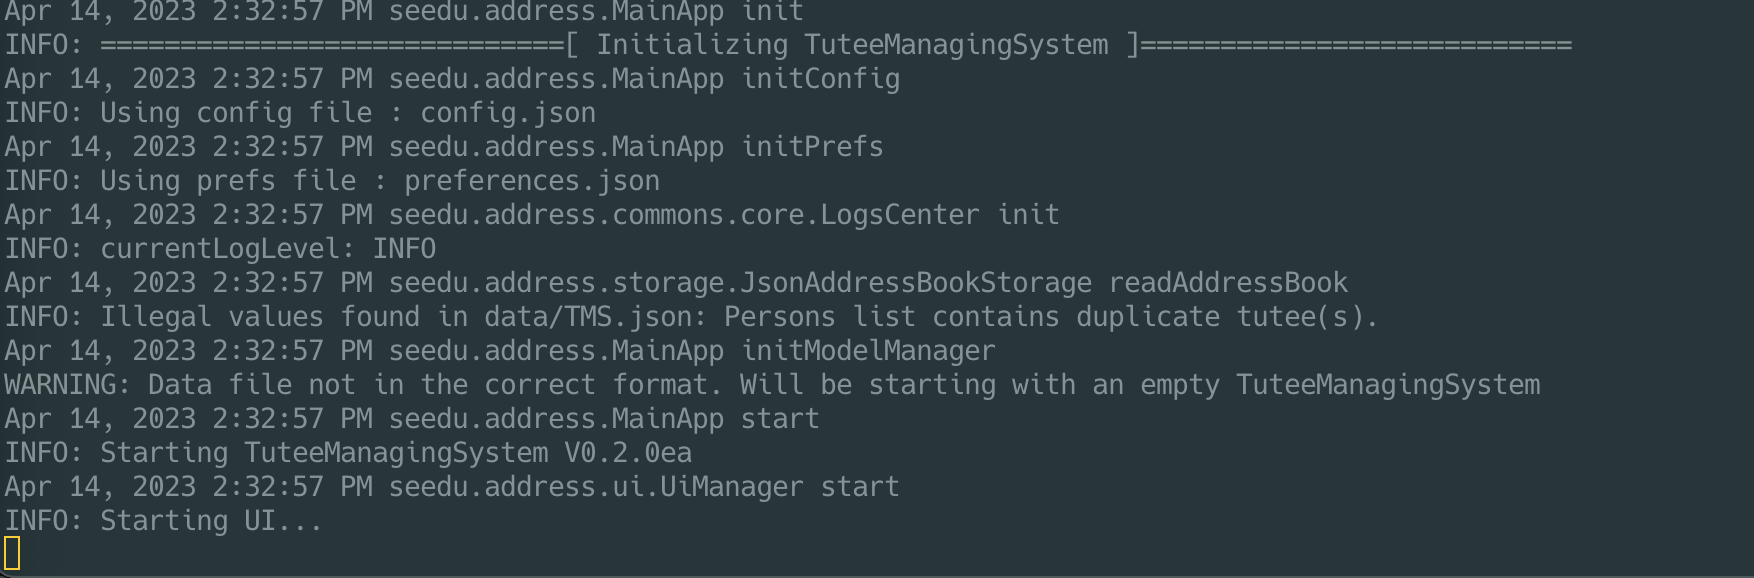 Apr 14, 2023 2:32:57 PM seedu.address.MainApp init
INFO: =============================[ Initializing TuteeManagingSystem ]===========================
Apr 14, 2023 2:32:57 PM seedu.address.MainApp initConfig
INFO: Using config file : config.json
Apr 14, 2023 2:32:57 PM seedu.address.MainApp initPrefs
INFO: Using prefs file : preferences.json
Apr 14, 2023 2:32:57 PM seedu.address.commons.core.LogsCenter init
INFO: currentLogLevel: INFO
Apr 14, 2023 2:32:57 PM seedu.address.storage.JsonAddressBookStorage readAddressBook
INFO: Illegal values found in data/TMS.json: Persons list contains duplicate tutee(s).
Apr 14, 2023 2:32:57 PM seedu.address.MainApp initModelManager
WARNING: Data file not in the correct format. Will be starting with an empty TuteeManagingSystem
Apr 14, 2023 2:32:57 PM seedu.address.MainApp start
INFO: Starting TuteeManagingSystem V0.2.0ea
Apr 14, 2023 2:32:57 PM seedu.address.ui.UiManager start
INFO: Starting UI...